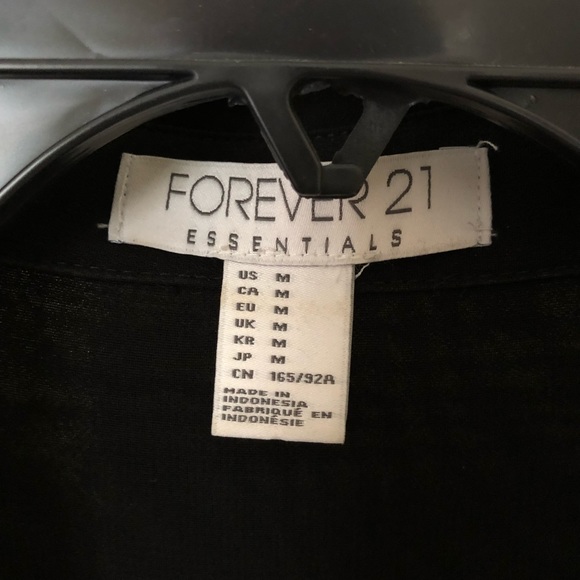 FOREVER 21
ESSENTIALS
US M
CA M
EU M
UK M
KR M
JP M
CN 165/92A
MADE IN
INDONESIA
FABRIQUÉ EN
INDONÉSIE